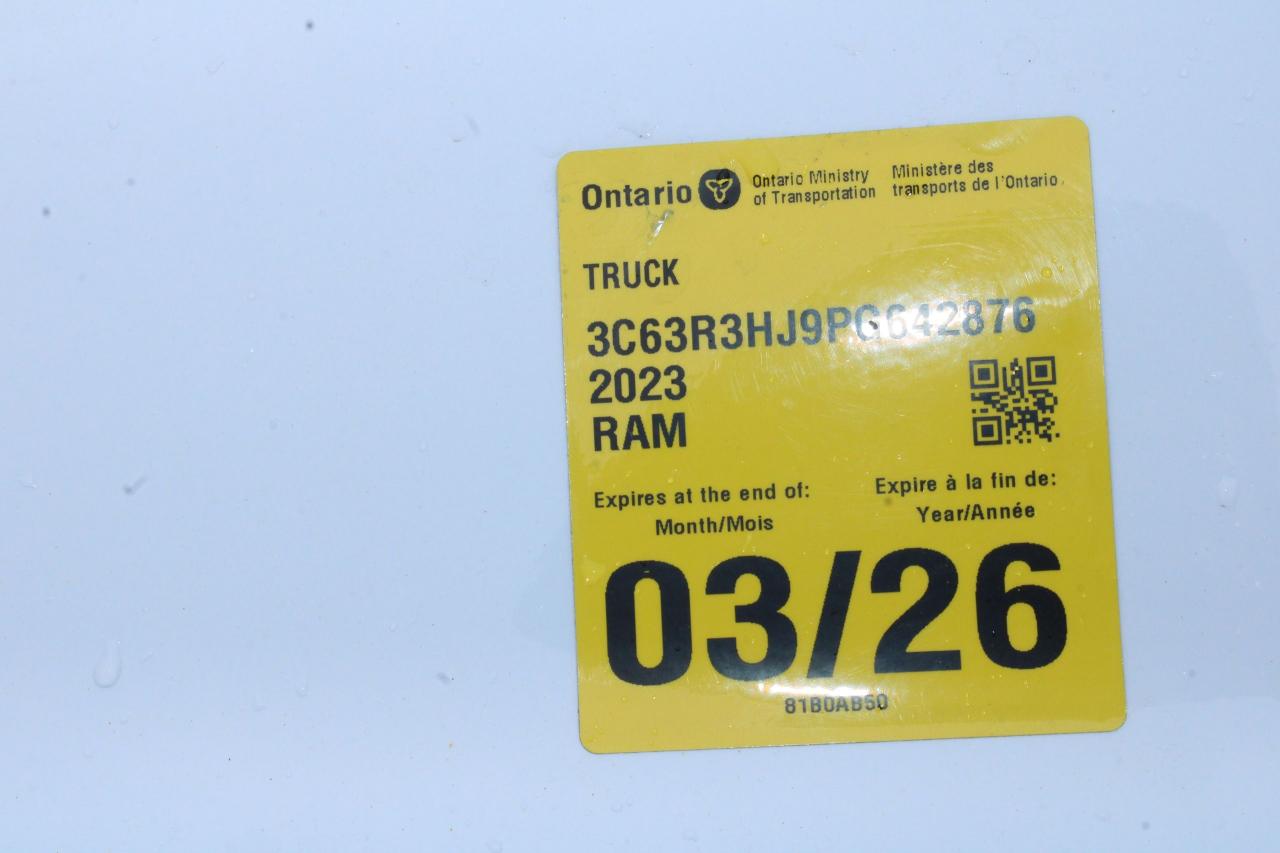 Ontario Ontario Ministry of Transportation Ministère des transports de l'Ontario
TRUCK
3C63R3HJ9PG642876
2023
RAM
Expires at the end of: Expire à la fin de:
Month/Mois Year/Année
03/26
81B0AB50